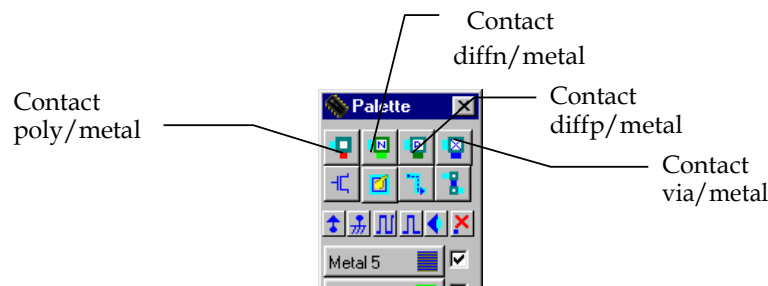 Contact
diffn/metal
Contact
poly/metal
Palette
Contact
diffp/metal
N
P
Contact
via/metal
Metal 5